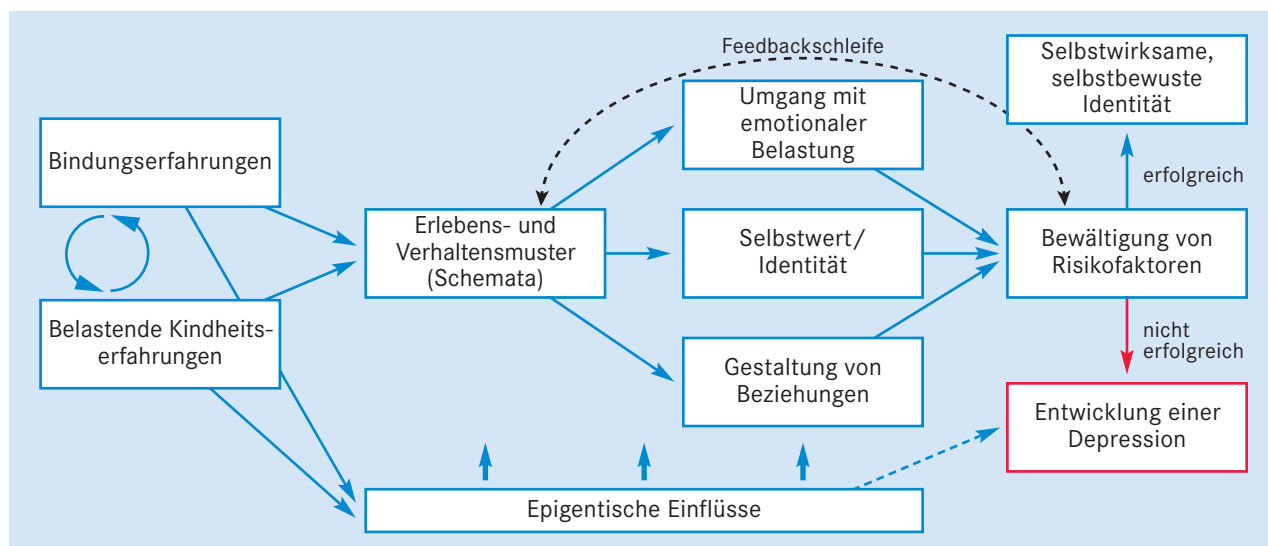 Feedbackschleife
Bindungserfahrungen
Belastende Kindheits-
erfahrungen
Erlebens- und
Verhaltensmuster
(Schemata)
Umgang mit
emotionaler
Belastung
Selbstwert/
Identität
Gestaltung von
Beziehungen
Epigentische Einflüsse
Selbstwirksame,
selbstbewuste
Identität
erfolgreich
Bewältigung von
Risikofaktoren
nicht
erfolgreich
Entwicklung einer
Depression